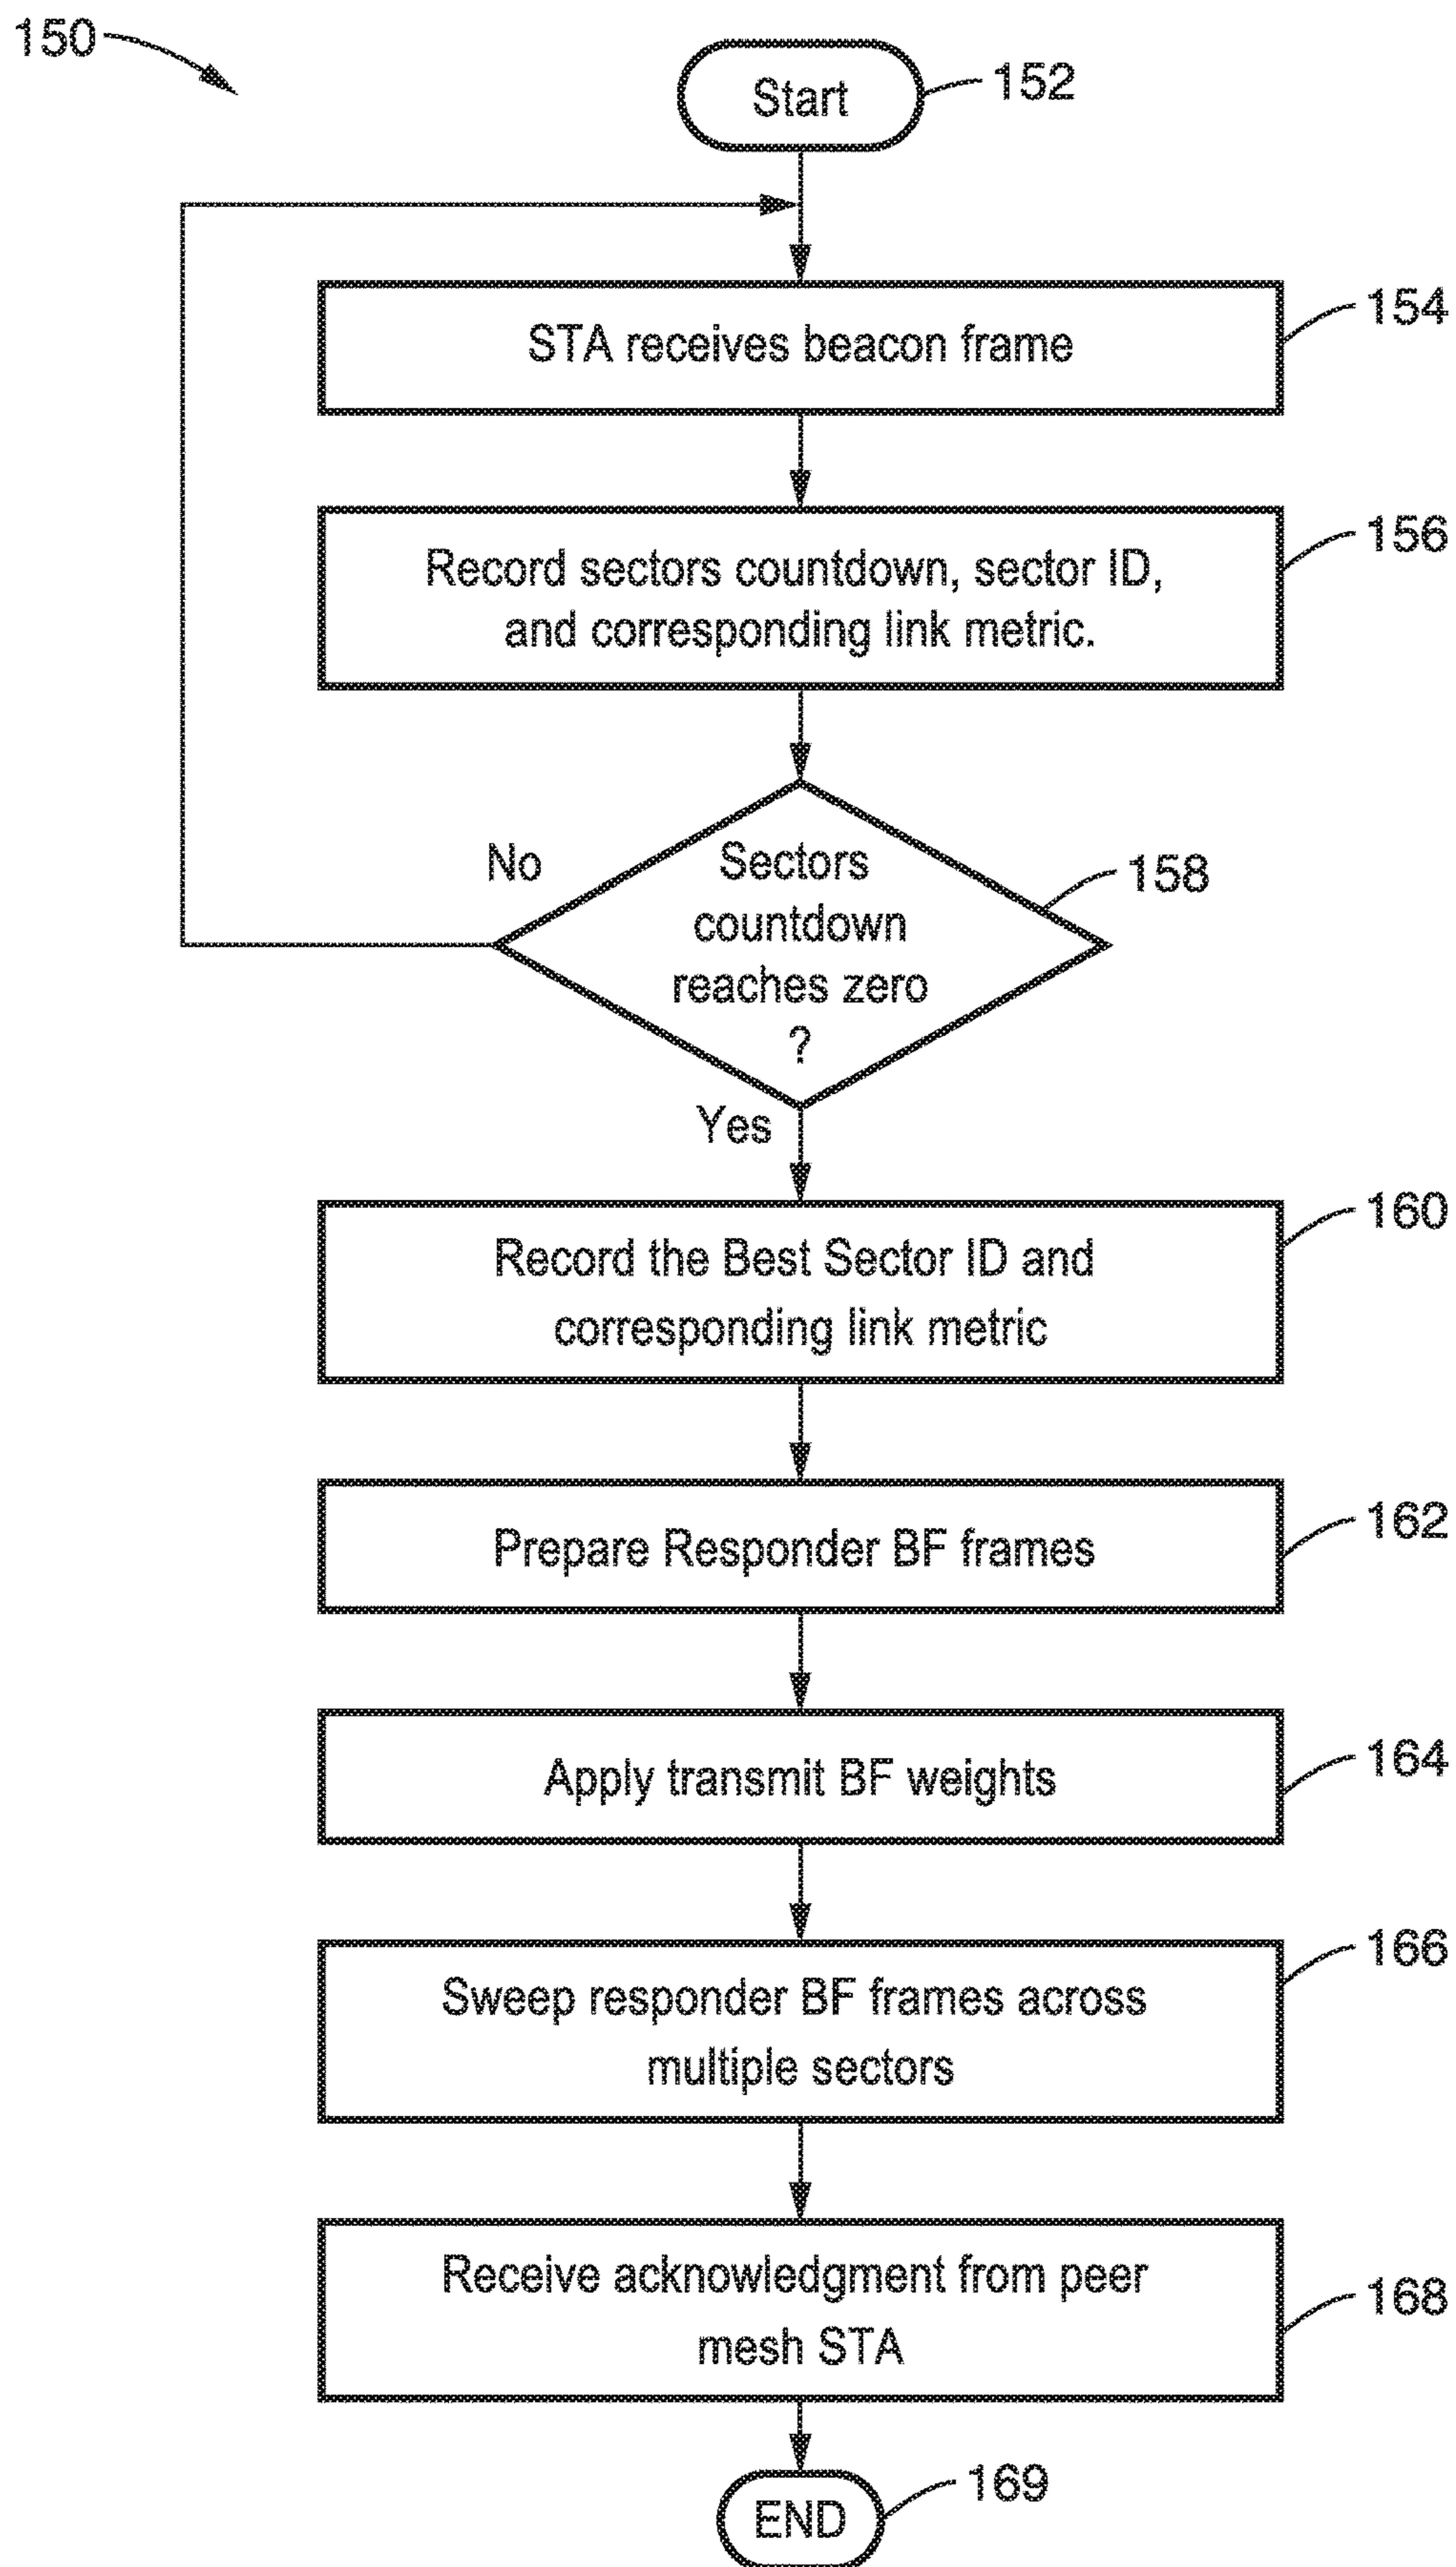 150
Start
152
STA receives beacon frame
154
Record sectors countdown, sector ID,
and corresponding link metric.
156
No
Sectors
countdown
reaches zero
?
158
Yes
Record the Best Sector ID and
corresponding link metric
160
Prepare Responder BF frames
162
Apply transmit BF weights
164
Sweep responder BF frames across
multiple sectors
166
Receive acknowledgment from peer
mesh STA
168
END
169